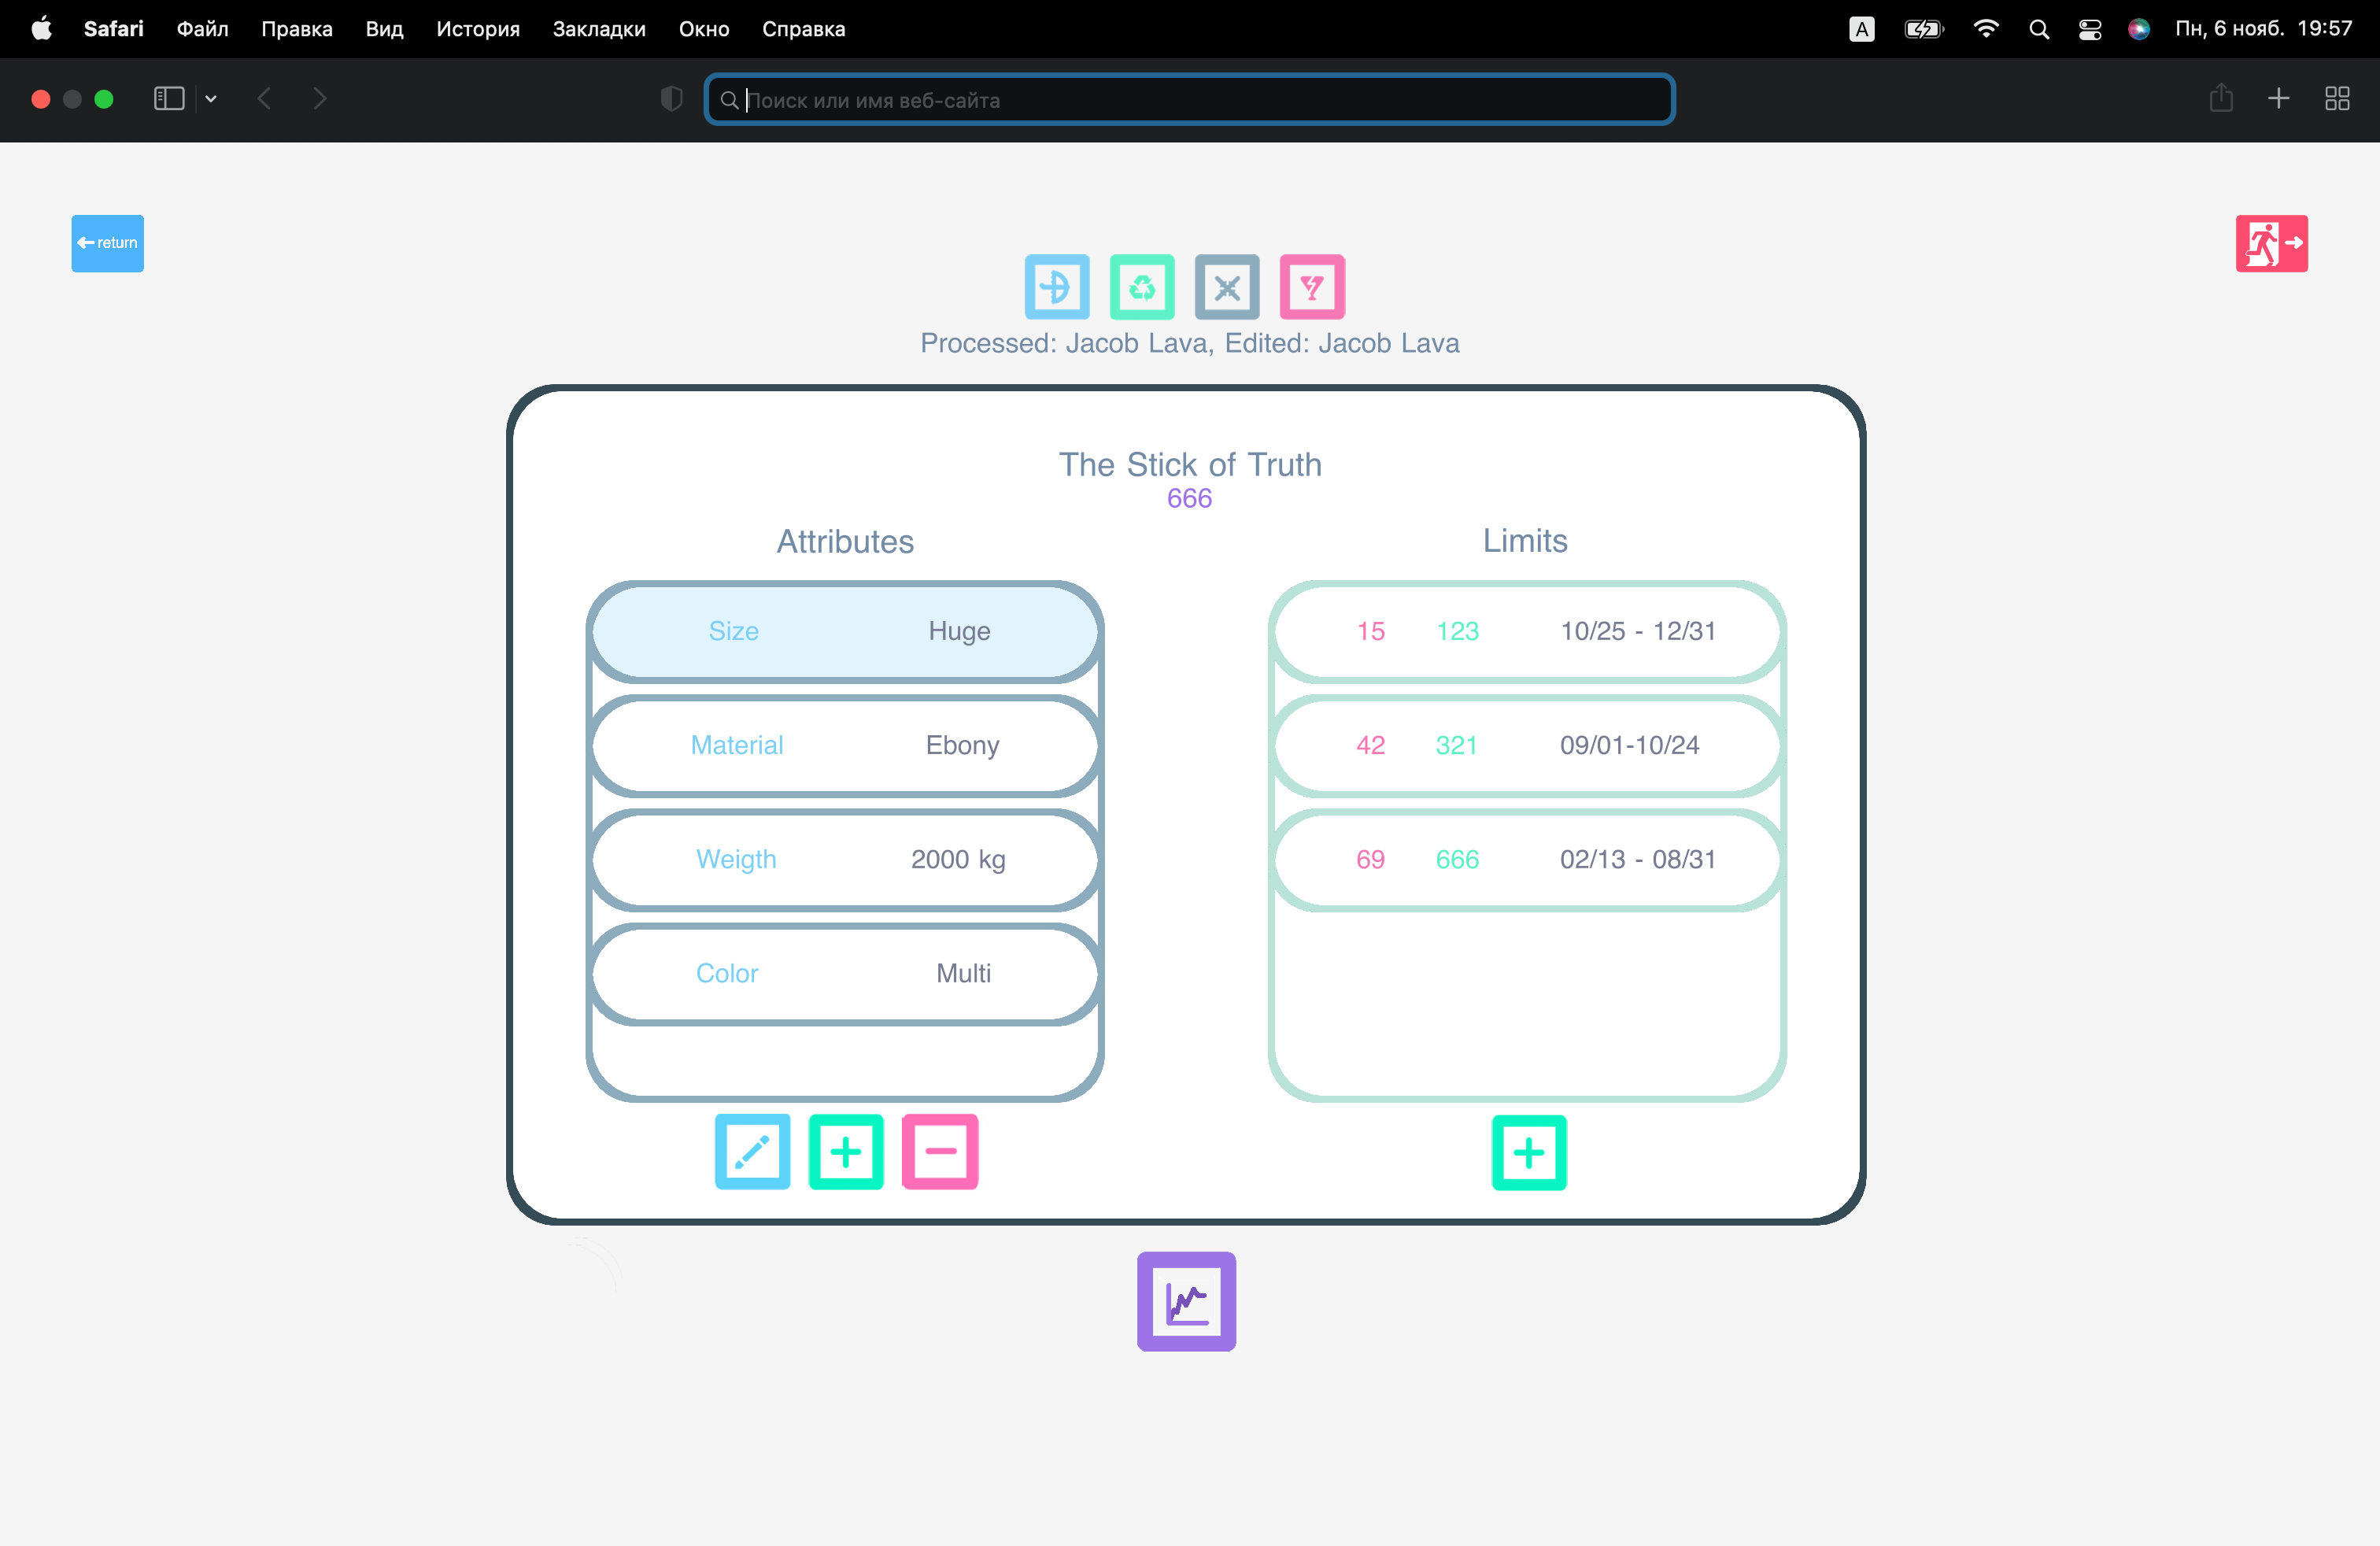 Safari Файл Правка Вид История Закладки Окно Справка A Пн, 6 нояб. 19:57
Поиск или имя веб-сайта
return
Processed: Jacob Lava, Edited: Jacob Lava
The Stick of Truth
666
Attributes
Size Huge
Material Ebony
Weigth 2000 kg
Color Multi
Limits
15 123 10/25 - 12/31
42 321 09/01-10/24
69 666 02/13 - 08/31